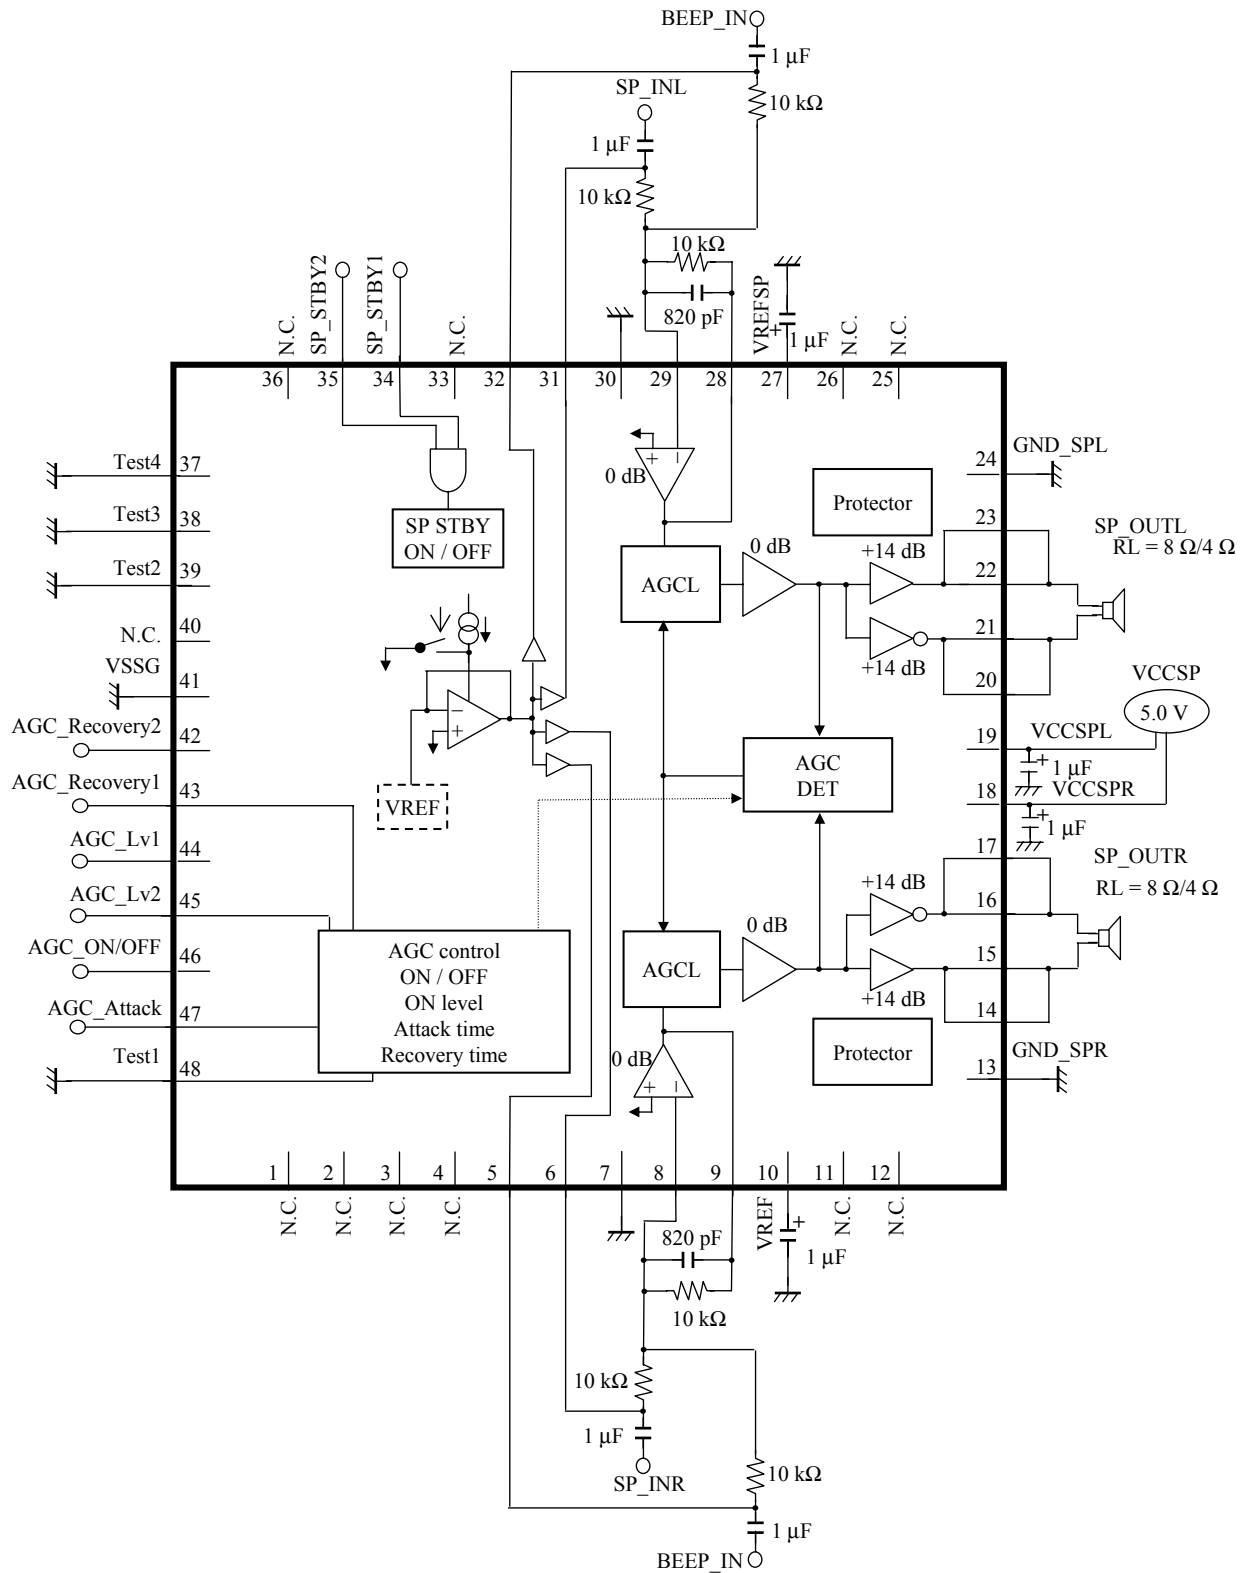 BEEP_IN
1 μF
SP_INL
10 kΩ
1 μF
10 kΩ
10 kΩ
820 pF
SP_STBY2
SP_STBY1
VREFSP
+
1 μF
N.C.
N.C.
N.C.
N.C.
36
35
34
33
32
31
30
29
28
27
26
25
Test4
37
Test3
38
Test2
39
N.C.
40
VSSG
41
AGC_Recovery2
42
AGC_Recovery1
43
AGC_Lv1
44
AGC_Lv2
45
AGC_ON/OFF
46
AGC_Attack
47
Test1
48
SP STBY
ON / OFF
− +
VREF
AGC control
ON / OFF
ON level
Attack time
Recovery time
0 dB
+ −
AGCL
0 dB
Protector
+14 dB
+14 dB
AGC
DET
AGCL
0 dB
+14 dB
+14 dB
0 dB
+ −
Protector
24
GND_SPL
23
22
SP_OUTL
RL = 8 Ω/4 Ω
21
20
VCCSP
5.0 V
19
VCCSPL
+
1 μF
18
VCCSPR
+
1 μF
17
SP_OUTR
RL = 8 Ω/4 Ω
16
15
14
13
GND_SPR
1
2
3
4
5
6
7
8
9
10
11
12
N.C.
N.C.
N.C.
N.C.
VREF
+
1 μF
N.C.
N.C.
820 pF
10 kΩ
10 kΩ
1 μF
SP_INR
10 kΩ
1 μF
BEEP_IN